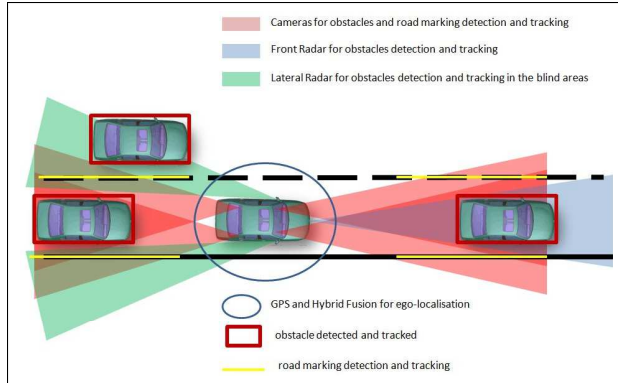 Cameras for obstacles and road marking detection and tracking
Front Radar for obstacles detection and tracking
Lateral Radar for obstacles detection and tracking in the blind areas
GPS and Hybrid Fusion for ego-localisation
obstacle detected and tracked
road marking detection and tracking